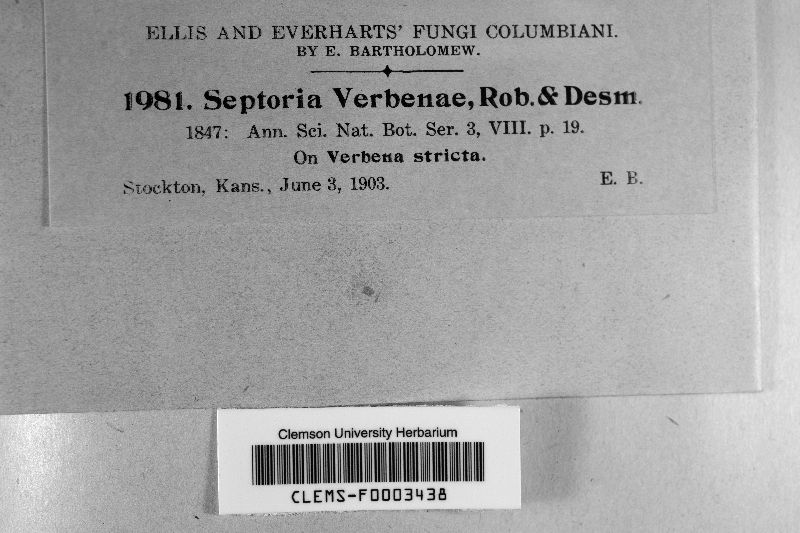 ELLIS AND EVERHARTS' FUNGI COLUMBIANI.
BY E. BARTHOLOMEW.
1981. Septoria Verbenae, Rob. & Desm.
1847: Ann. Sci. Nat. Bot. Ser. 3, VIII. p. 19.
On Verbena stricta.
Stockton, Kans., June 3, 1903. E. B.
Clemson University Herbarium
CLEMS-F0003438